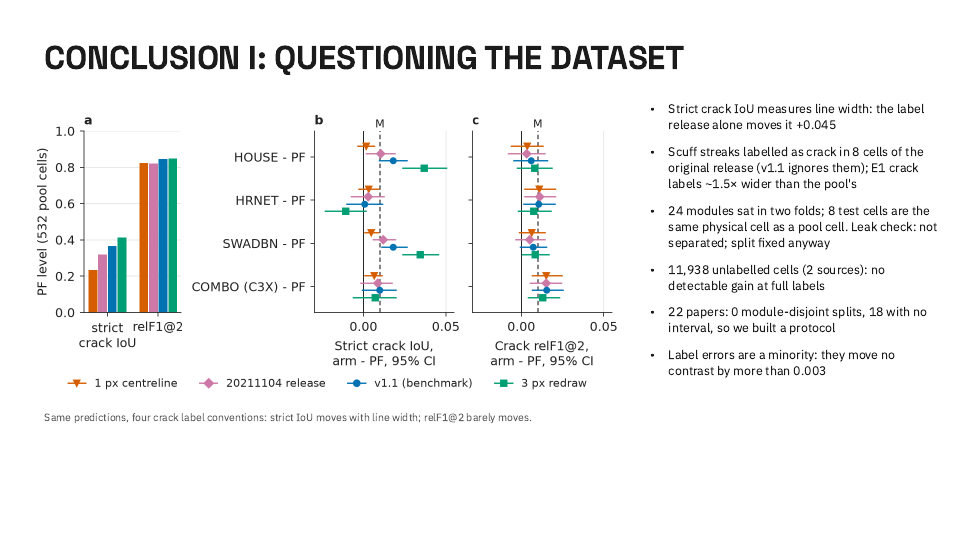 CONCLUSION I: QUESTIONING THE DATASET
a
PF level (532 pool cells)
1.0
0.8
0.6
0.4
0.2
0.0
strict
crack IoU
relF1@2
b
M
HOUSE - PF
HRNET - PF
SWADBN - PF
COMBO (C3X) - PF
0.00
0.05
Strict crack IoU,
arm - PF, 95% CI
c
M
0.00
0.05
Crack relF1@2,
arm - PF, 95% CI
1 px centreline
20211104 release
v1.1 (benchmark)
3 px redraw
Same predictions, four crack label conventions: strict IoU moves with line width; relF1@2 barely moves.
• Strict crack IoU measures line width: the label
release alone moves it +0.045
• Scuff streaks labelled as crack in 8 cells of the
original release (v1.1 ignores them); E1 crack
labels ~1.5× wider than the pool's
• 24 modules sat in two folds; 8 test cells are the
same physical cell as a pool cell. Leak check: not
separated; split fixed anyway
• 11,938 unlabelled cells (2 sources): no
detectable gain at full labels
• 22 papers: 0 module-disjoint splits, 18 with no
interval, so we built a protocol
• Label errors are a minority: they move no
contrast by more than 0.003